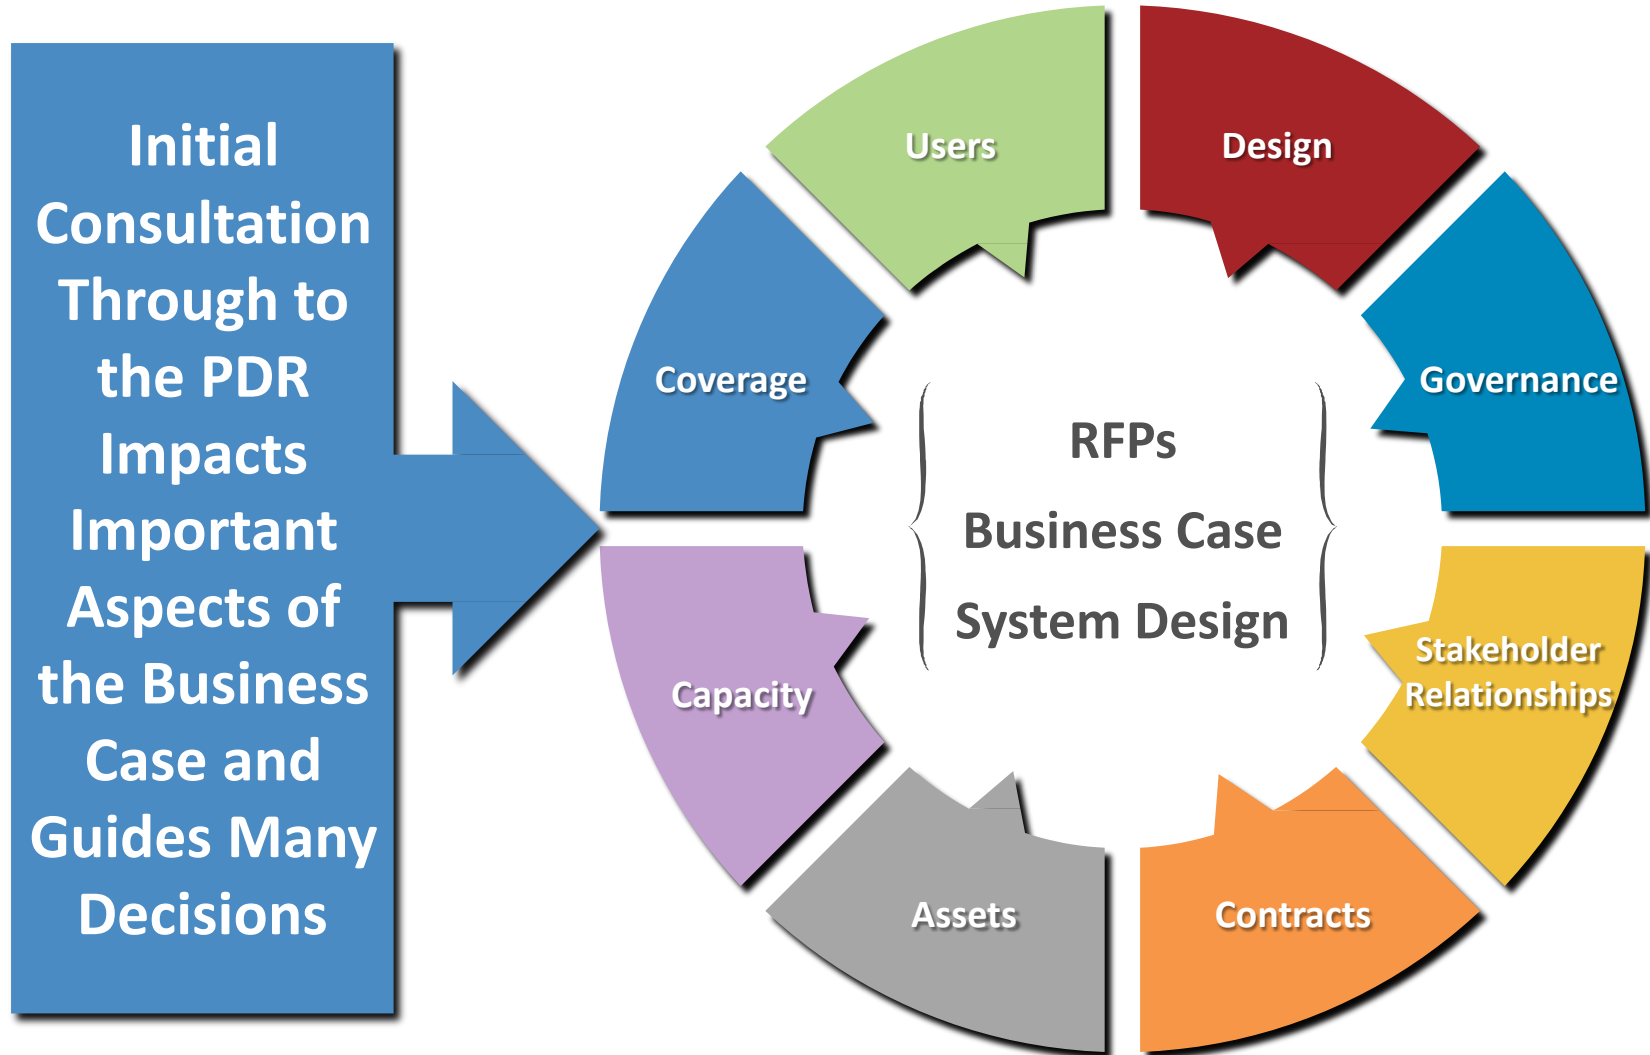 Initial
Consultation
Through to
the PDR
Impacts
Important
Aspects of
the Business
Case and
Guides Many
Decisions
Users
Design
Coverage
Governance
RFPs
Business Case
System Design
Capacity
Stakeholder
Relationships
Assets
Contracts